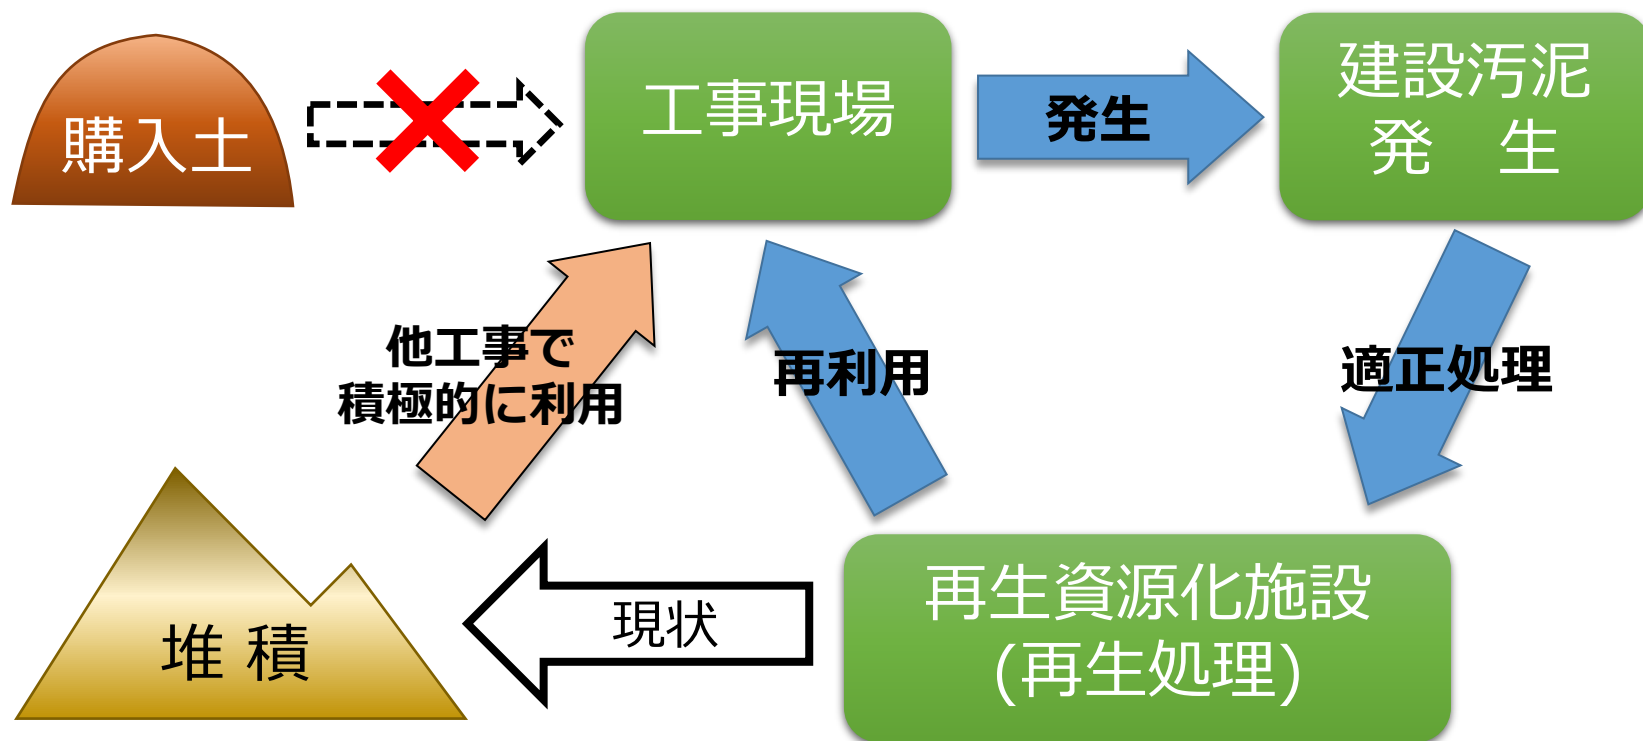 購入土
工事現場
発生
建設汚泥
発　生
他工事で
積極的に利用
再利用
適正処理
堆 積
現状
再生資源化施設
(再生処理)